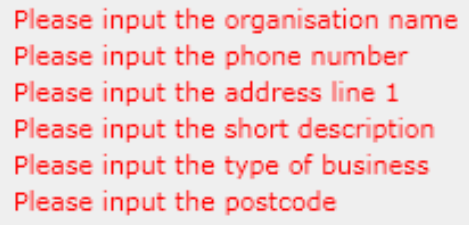 Please input the organisation name
Please input the phone number
Please input the address line 1
Please input the short description
Please input the type of business
Please input the postcode